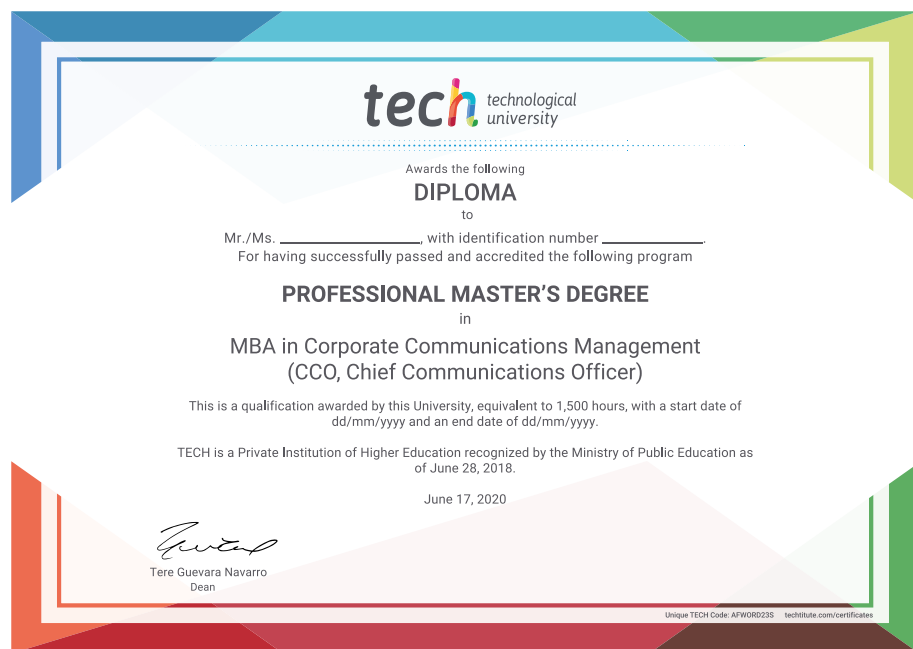 tech technological
university
Awards the following
DIPLOMA
to
Mr./Ms. ____________________, with identification number ______________.
For having successfully passed and accredited the following program
PROFESSIONAL MASTER'S DEGREE
in
MBA in Corporate Communications Management
(CCO, Chief Communications Officer)
This is a qualification awarded by this University, equivalent to 1,500 hours, with a start date of
dd/mm/yyyy and an end date of dd/mm/yyyy.
TECH is a Private Institution of Higher Education recognized by the Ministry of Public Education as
of June 28, 2018.
June 17, 2020
Tere Guevara Navarro
Dean
Unique TECH Code: AFWORD23S techtitute.com/certificates